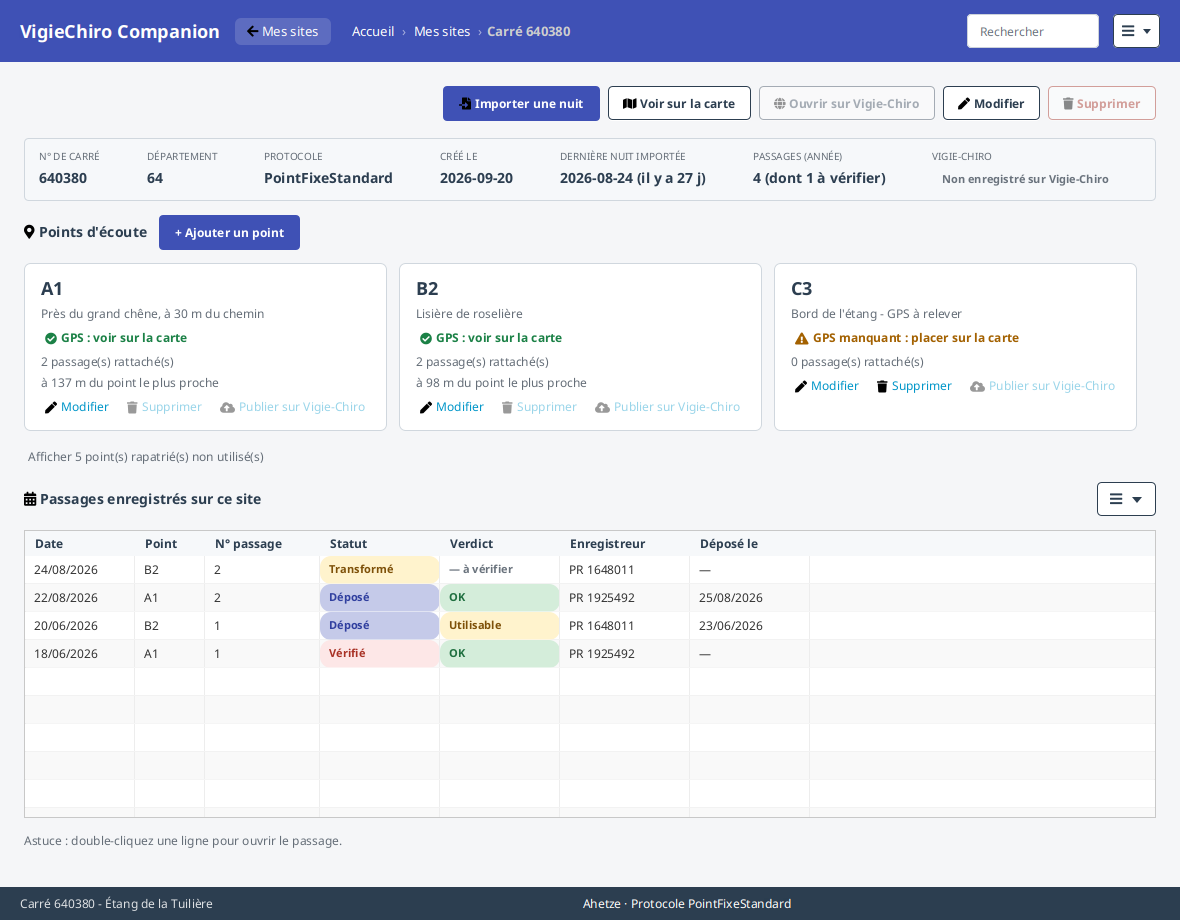 VigieChiro Companion
Mes sites
Accueil › Mes sites › Carré 640380
Rechercher
Importer une nuit
Voir sur la carte
Ouvrir sur Vigie-Chiro
Modifier
Supprimer
N° DE CARRÉ DÉPARTEMENT PROTOCOLE CRÉÉ LE DERNIÈRE NUIT IMPORTÉE PASSAGES (ANNÉE) VIGIE-CHIRO
640380 64 PointFixeStandard 2026-09-20 2026-08-24 (il y a 27 j) 4 (dont 1 à vérifier) Non enregistré sur Vigie-Chiro
Points d'écoute
+ Ajouter un point
A1
Près du grand chêne, à 30 m du chemin
GPS : voir sur la carte
2 passage(s) rattaché(s)
à 137 m du point le plus proche
Modifier Supprimer Publier sur Vigie-Chiro
B2
Lisière de roselière
GPS : voir sur la carte
2 passage(s) rattaché(s)
à 98 m du point le plus proche
Modifier Supprimer Publier sur Vigie-Chiro
C3
Bord de l'étang - GPS à relever
GPS manquant : placer sur la carte
0 passage(s) rattaché(s)
Modifier Supprimer Publier sur Vigie-Chiro
Afficher 5 point(s) rapatrié(s) non utilisé(s)
Passages enregistrés sur ce site
Date Point N° passage Statut Verdict Enregistreur Déposé le
24/08/2026 B2 2 Transformé — à vérifier PR 1648011 —
22/08/2026 A1 2 Déposé OK PR 1925492 25/08/2026
20/06/2026 B2 1 Déposé Utilisable PR 1648011 23/06/2026
18/06/2026 A1 1 Vérifié OK PR 1925492 —
Astuce : double-cliquez une ligne pour ouvrir le passage.
Carré 640380 - Étang de la Tuilière
Ahetze · Protocole PointFixeStandard